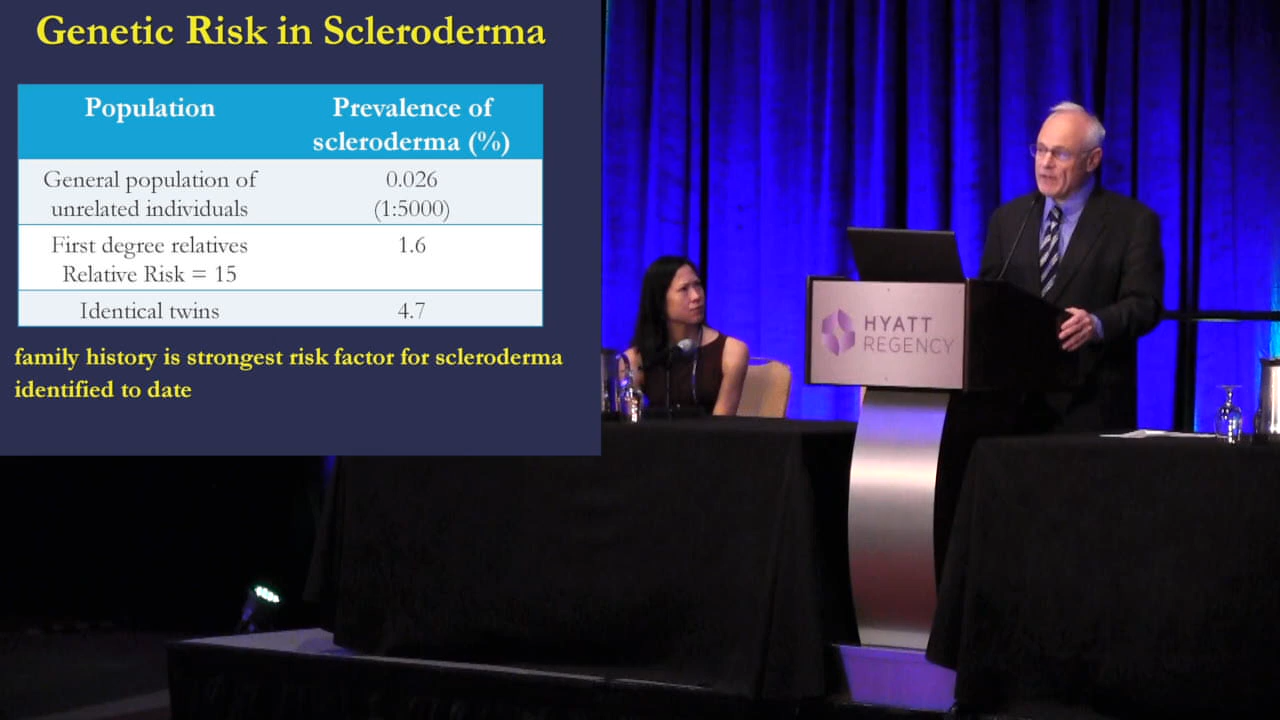 Genetic Risk in Scleroderma
Population
Prevalence of
scleroderma (%)
General population of
unrelated individuals
0.026
(1:5000)
First degree relatives
Relative Risk = 15
1.6
Identical twins
4.7
family history is strongest risk factor for scleroderma
identified to date
HYATT
REGENCY